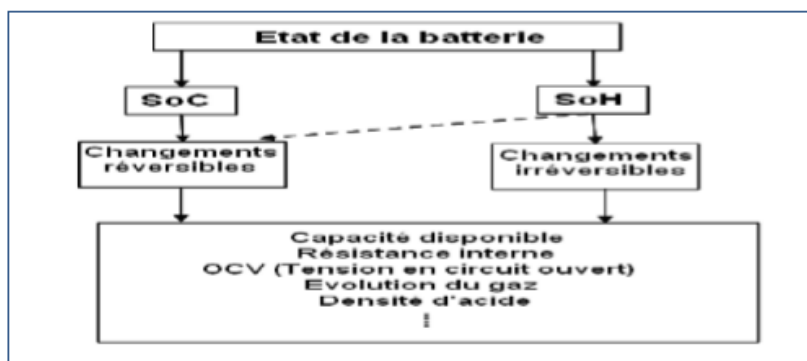 Etat de la batterie
SoC
SoH
Changements
réversibles
Changements
irréversibles
Capacité disponible
Résistance interne
OCV (Tension en circuit ouvert)
Evolution du gaz
Densité d'acide
⁞